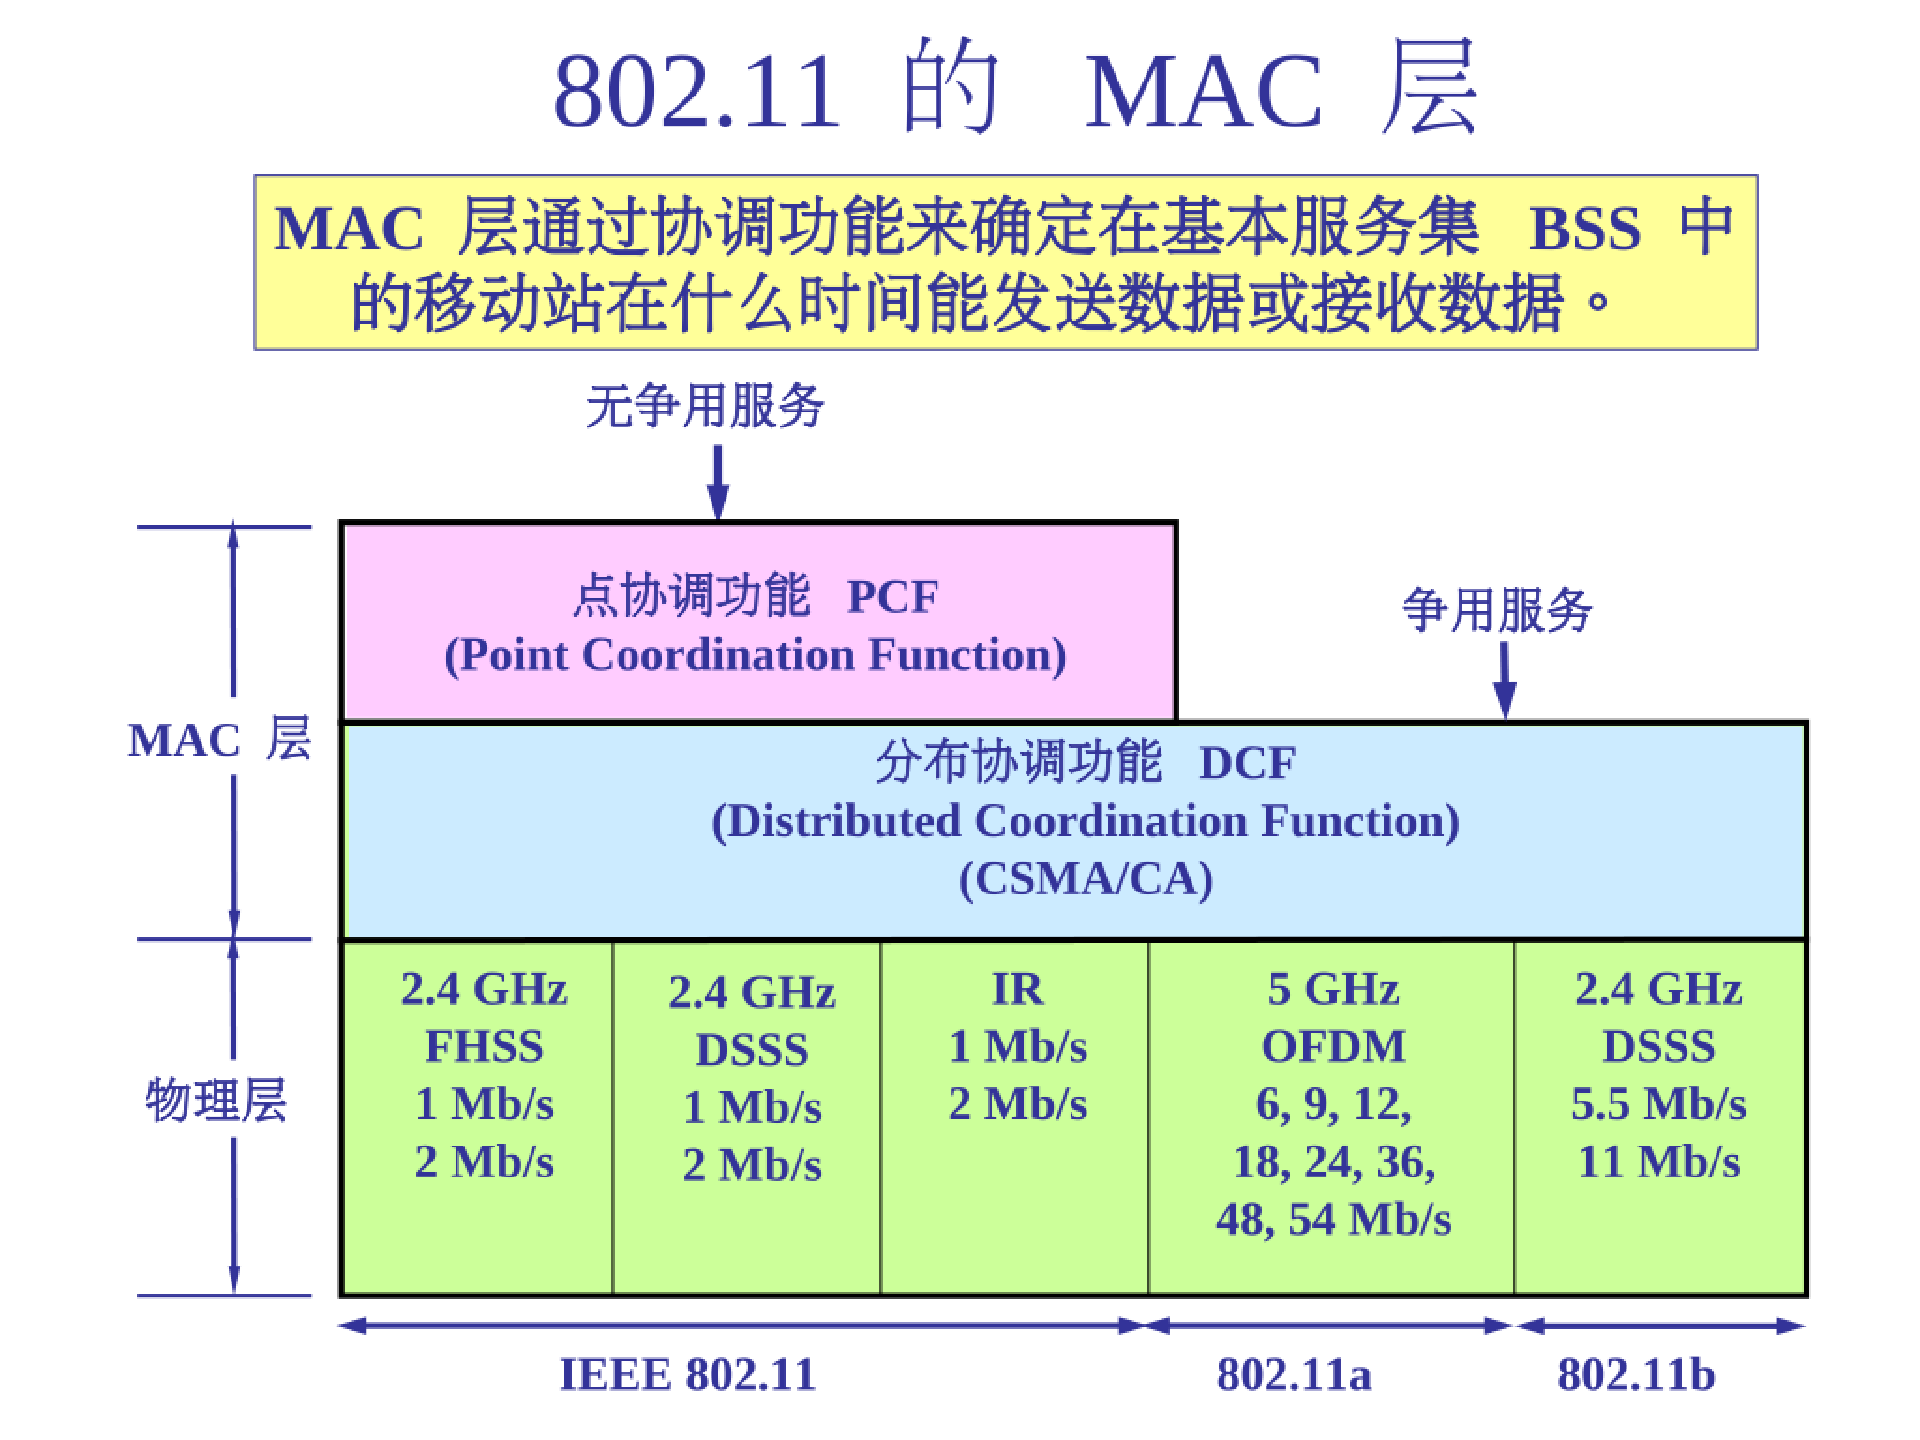 802.11 的 MAC 层
MAC 层通过协调功能来确定在基本服务集 BSS 中
的移动站在什么时间能发送数据或接收数据。
无争用服务
点协调功能 PCF
(Point Coordination Function)
争用服务
MAC 层
分布协调功能 DCF
(Distributed Coordination Function)
(CSMA/CA)
物理层
2.4 GHz
FHSS
1 Mb/s
2 Mb/s
2.4 GHz
DSSS
1 Mb/s
2 Mb/s
IR
1 Mb/s
2 Mb/s
5 GHz
OFDM
6, 9, 12,
18, 24, 36,
48, 54 Mb/s
2.4 GHz
DSSS
5.5 Mb/s
11 Mb/s
IEEE 802.11
802.11a
802.11b